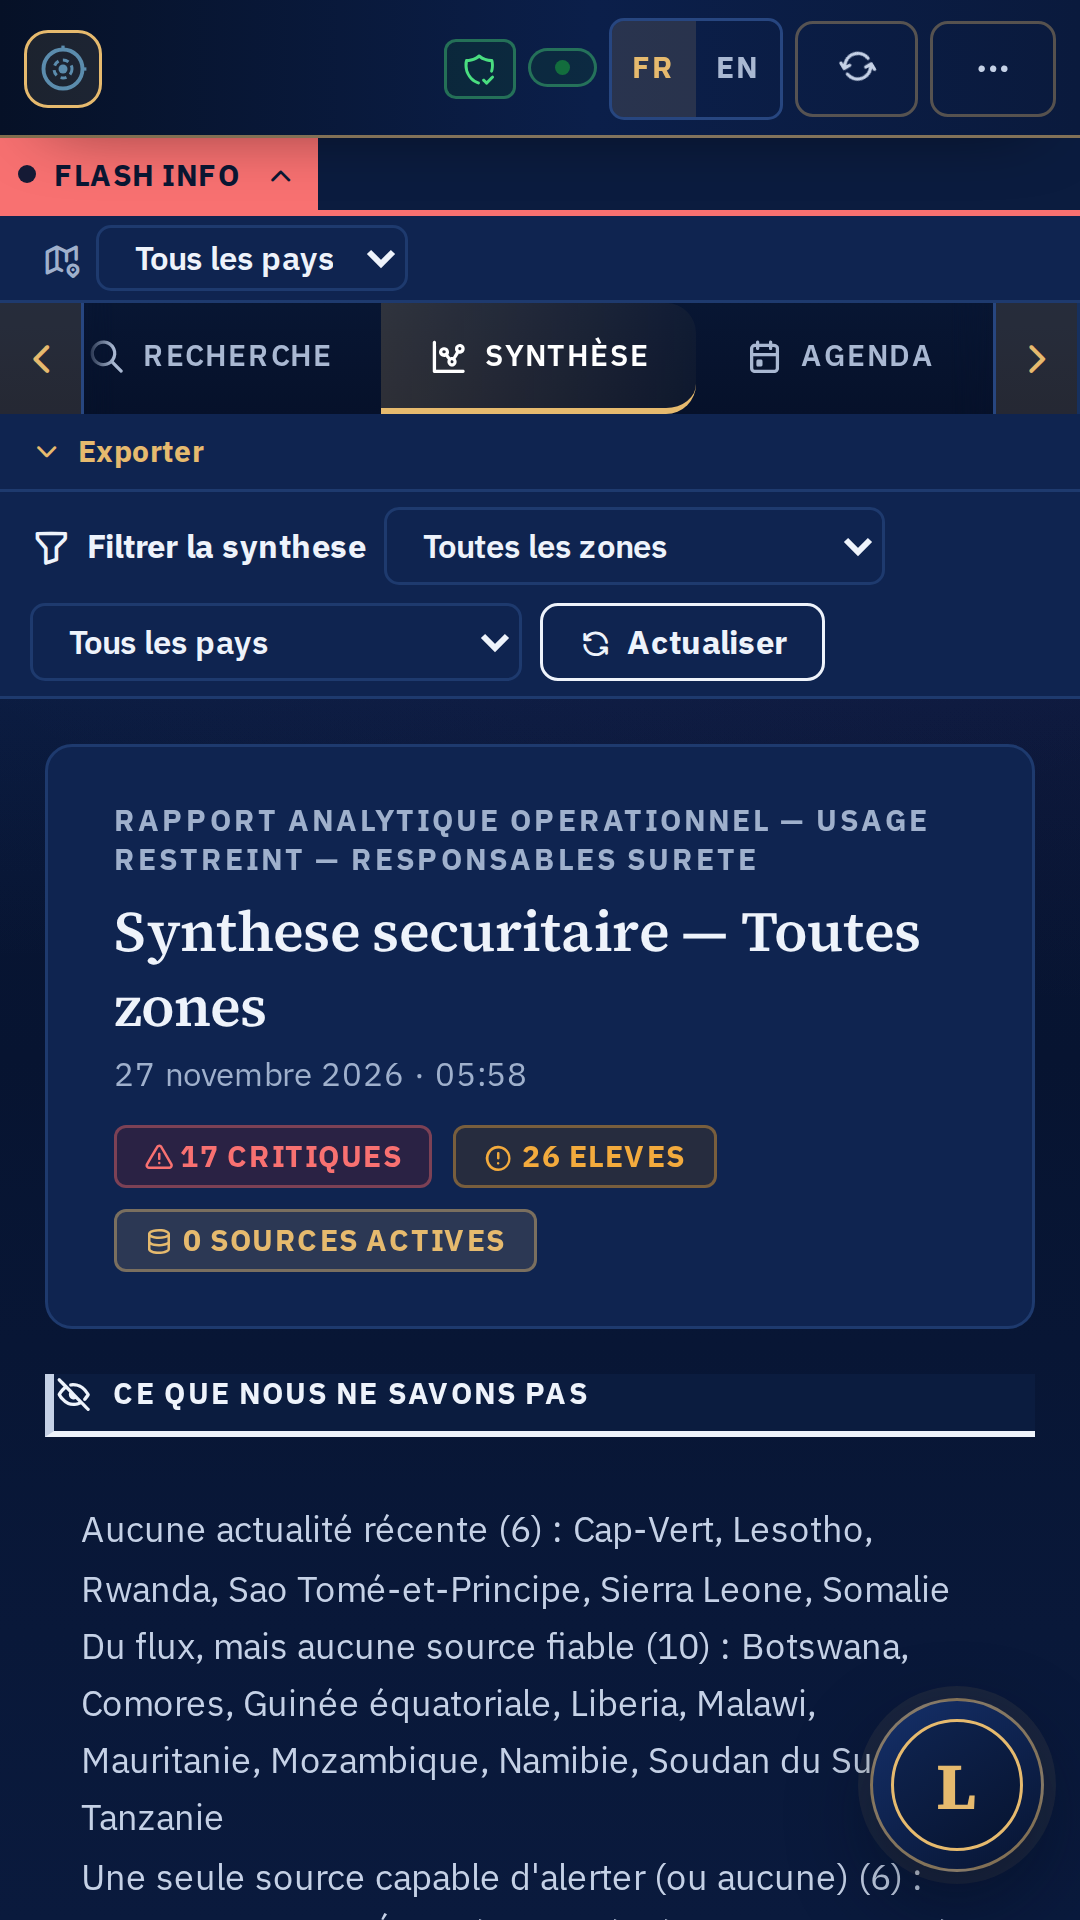 FR EN
FLASH INFO
Tous les pays
RECHERCHE SYNTHÈSE AGENDA
Exporter
Filtrer la synthese Toutes les zones
Tous les pays Actualiser
RAPPORT ANALYTIQUE OPERATIONNEL — USAGE
RESTREINT — RESPONSABLES SURETE
Synthese securitaire — Toutes
zones
27 novembre 2026 · 05:58
17 CRITIQUES 26 ELEVES
0 SOURCES ACTIVES
CE QUE NOUS NE SAVONS PAS
Aucune actualité récente (6) : Cap-Vert, Lesotho,
Rwanda, Sao Tomé-et-Principe, Sierra Leone, Somalie
Du flux, mais aucune source fiable (10) : Botswana,
Comores, Guinée équatoriale, Liberia, Malawi,
Mauritanie, Mozambique, Namibie, Soudan du Su
Tanzanie
L
Une seule source capable d'alerter (ou aucune) (6) :